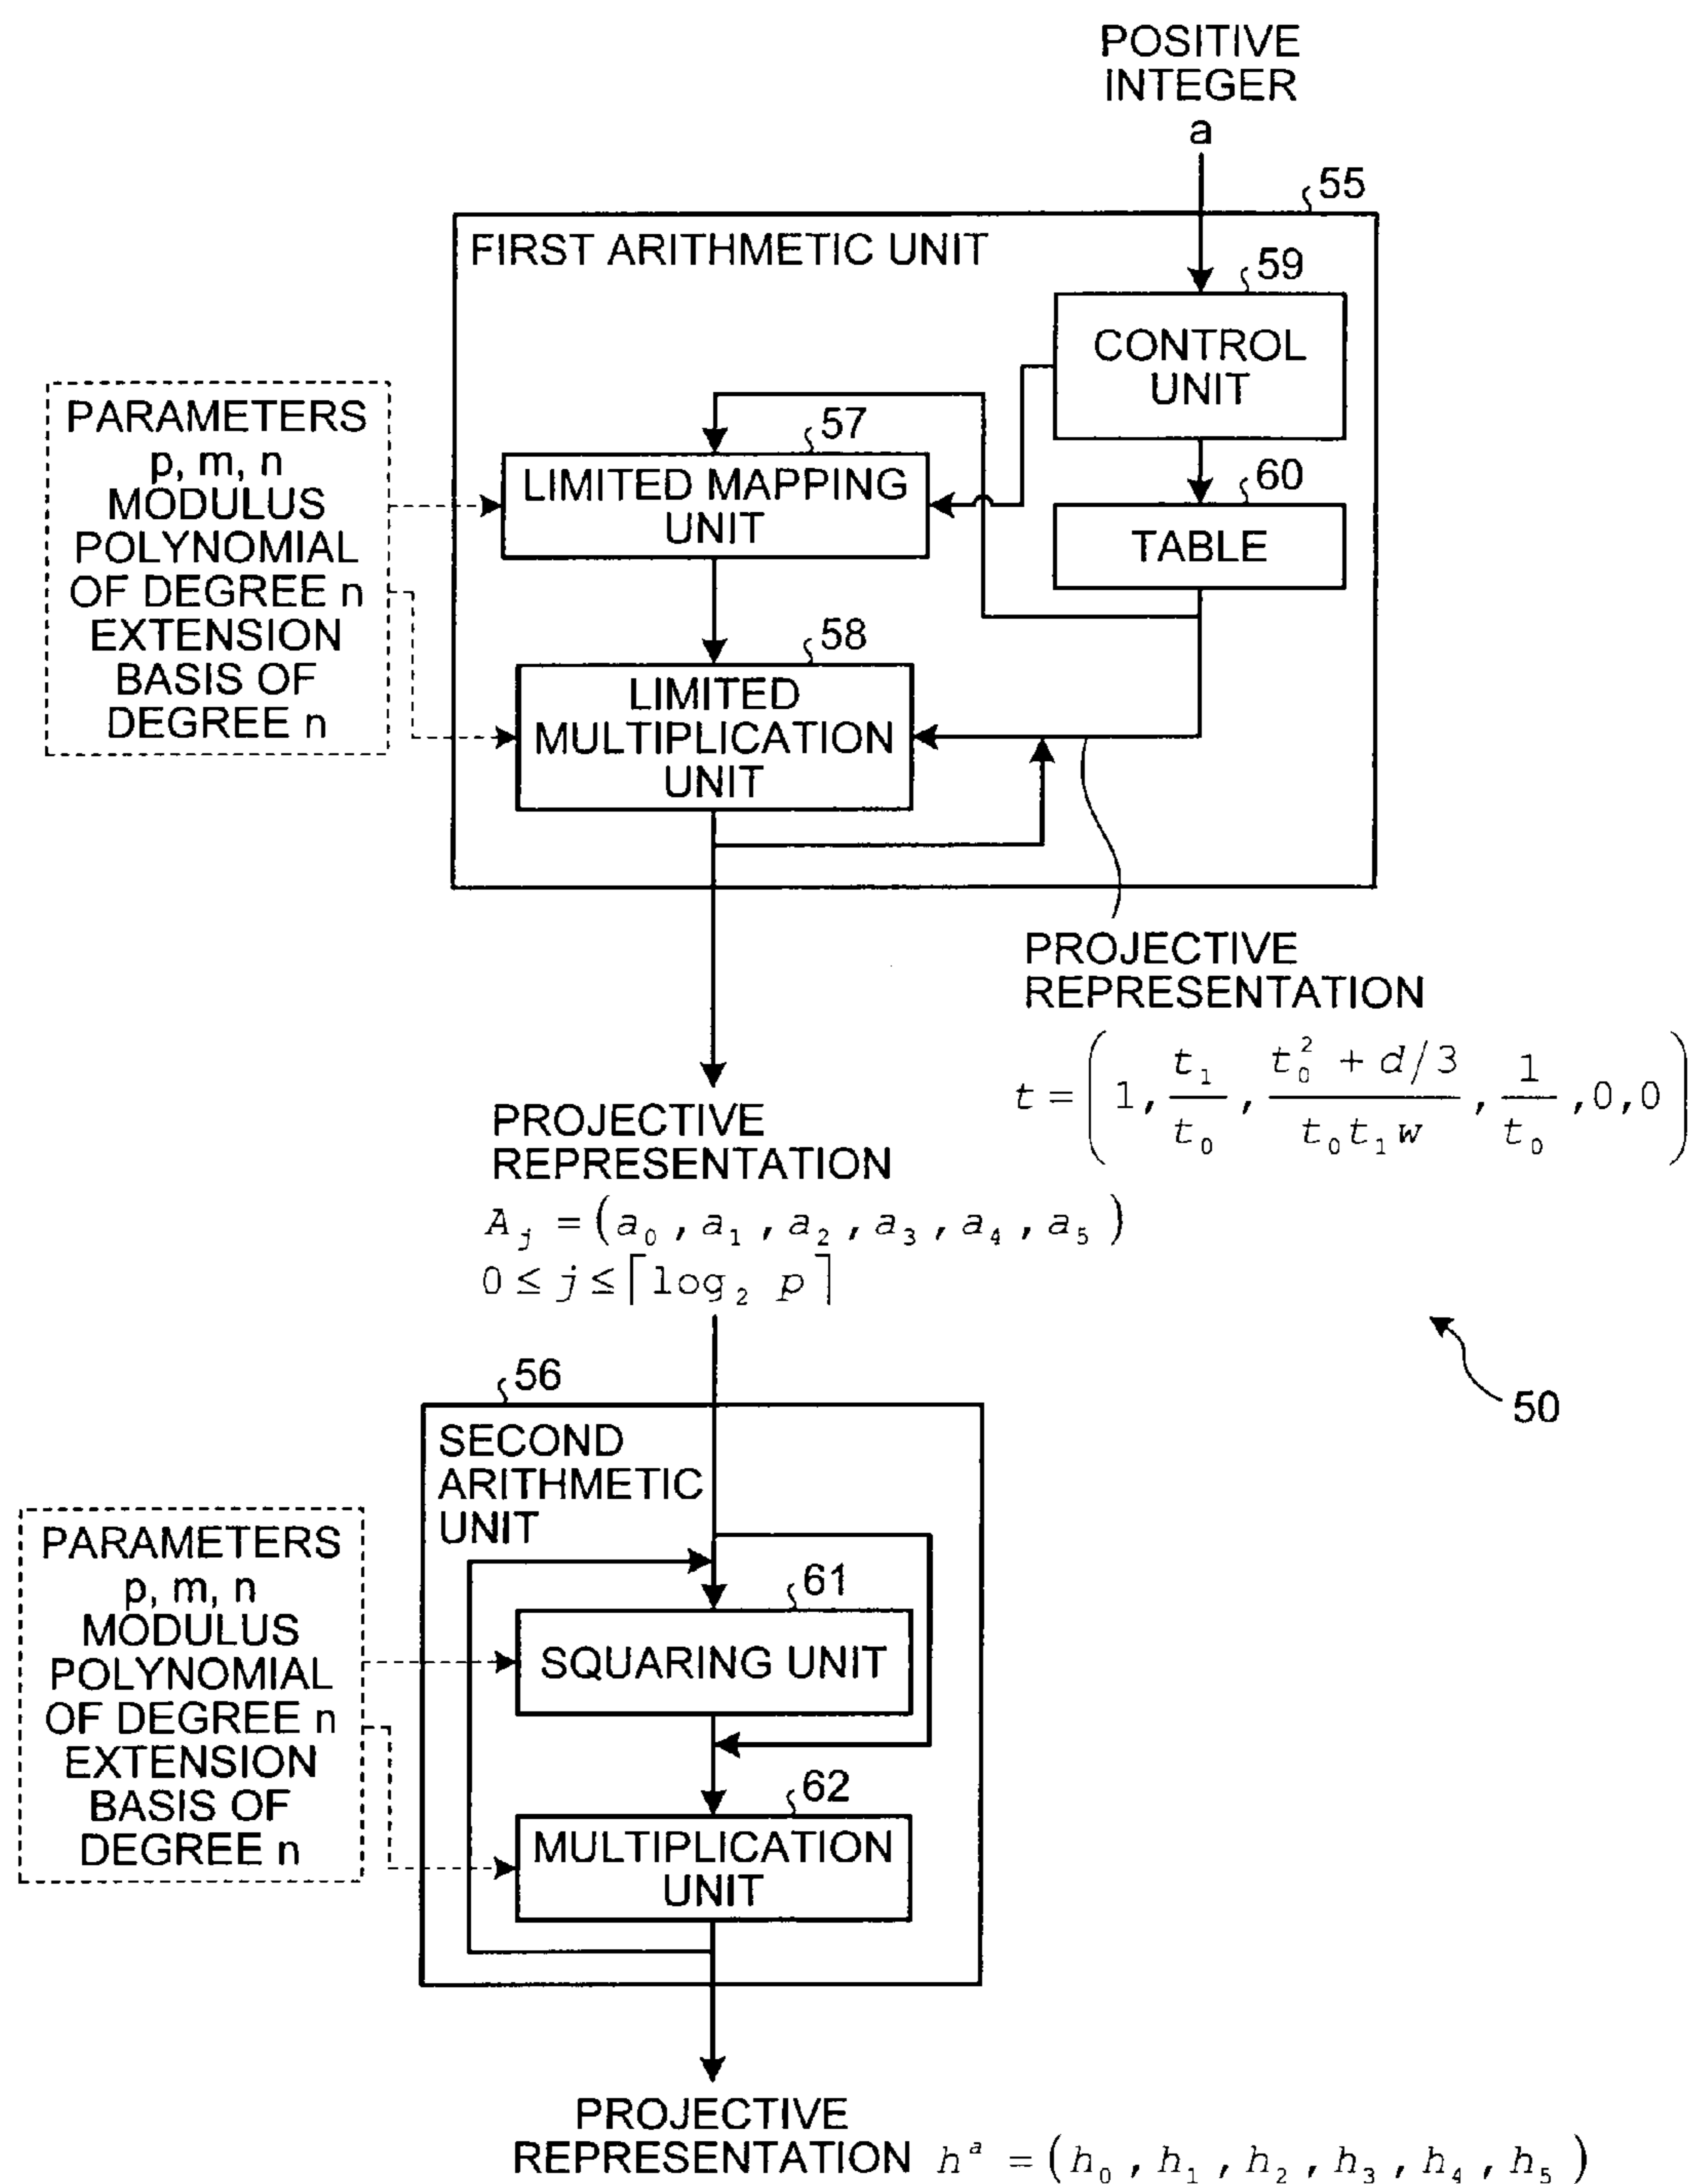 POSITIVE
INTEGER
a
55
FIRST ARITHMETIC UNIT
59
CONTROL
UNIT
PARAMETERS
p, m, n
MODULUS
POLYNOMIAL
OF DEGREE n
EXTENSION
BASIS OF
DEGREE n
57
LIMITED MAPPING
UNIT
60
TABLE
58
LIMITED
MULTIPLICATION
UNIT
PROJECTIVE
REPRESENTATION
t = ( 1, t₁/t₀, (t₀² + d/3)/(t₀t₁w), 1/t₀, 0, 0 )
PROJECTIVE
REPRESENTATION
Aⱼ = (a₀, a₁, a₂, a₃, a₄, a₅)
0 ≤ j ≤ ⌈log₂ p⌉
50
56
SECOND
ARITHMETIC
UNIT
PARAMETERS
p, m, n
MODULUS
POLYNOMIAL
OF DEGREE n
EXTENSION
BASIS OF
DEGREE n
61
SQUARING UNIT
62
MULTIPLICATION
UNIT
PROJECTIVE
REPRESENTATION hᵃ = (h₀, h₁, h₂, h₃, h₄, h₅)